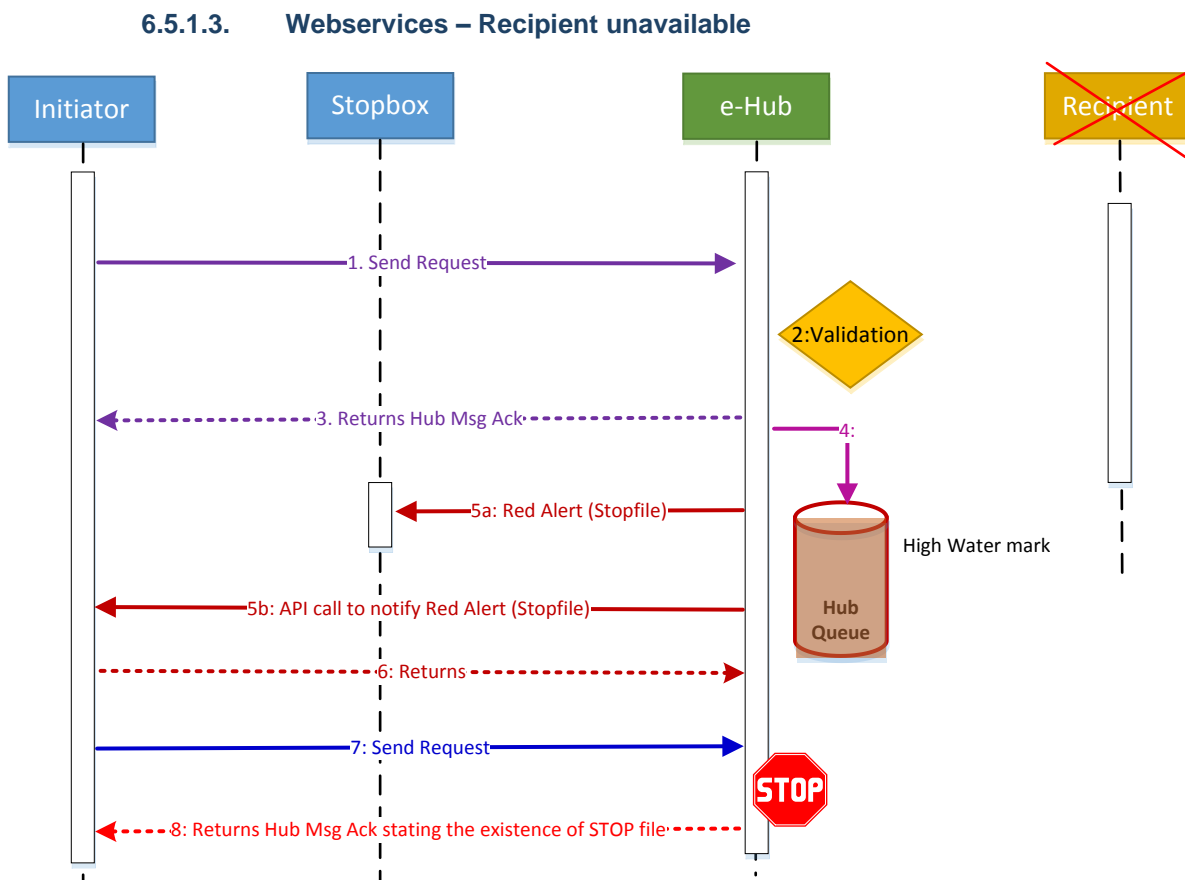 6.5.1.3. Webservices – Recipient unavailable
Initiator
Stopbox
e-Hub
Recipient
1. Send Request
2:Validation
3. Returns Hub Msg Ack
4:
5a: Red Alert (Stopfile)
High Water mark
5b: API call to notify Red Alert (Stopfile)
Hub
Queue
6: Returns
7: Send Request
STOP
8: Returns Hub Msg Ack stating the existence of STOP file